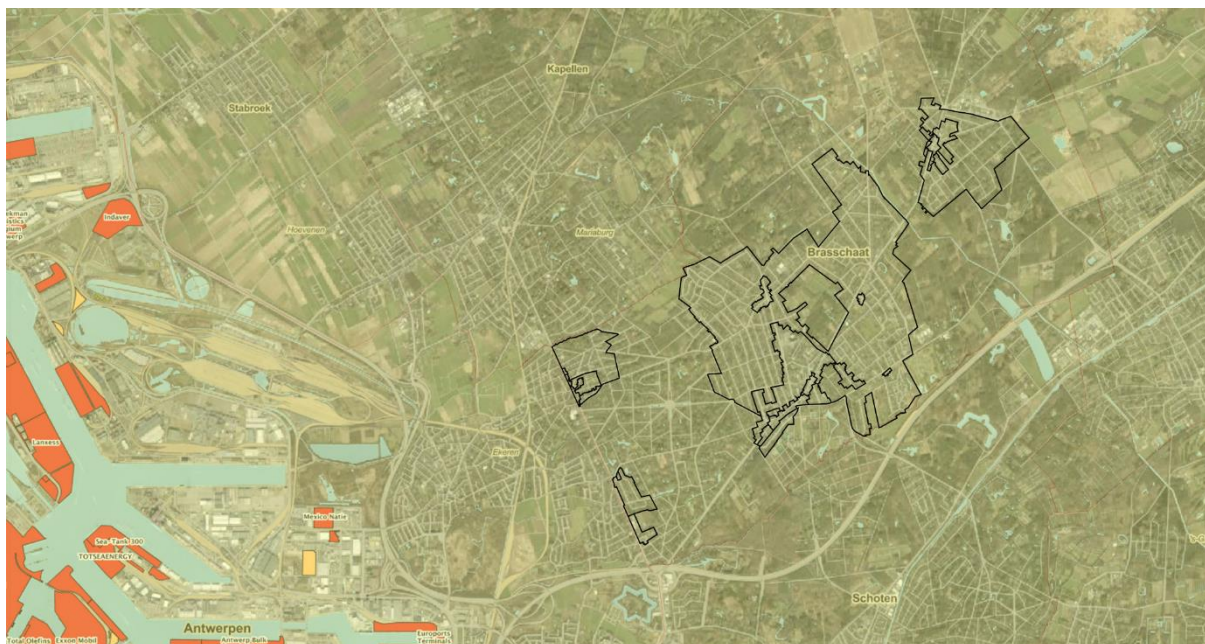 Kapellen
Stabroek
Indaver
Hoevenen
Mariaburg
Brasschaat
Lanxess
Ekeren
Mexico Natie
Sea-Tank 300
TOTSEAENERGY
Schoten
Antwerpen
Total Olefins
Exxon Mobil
Antwerp Bulk
Euroports
Terminals